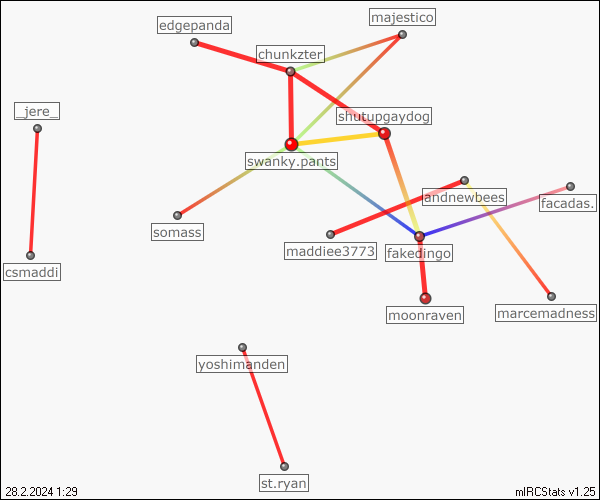 edgepanda
majestico
chunkzter
_jere_
shutupgaydog
swanky.pants
andnewbees
facadas.
somass
maddiee3773
fakedingo
csmaddi
moonraven
marcemadness
yoshimanden
st.ryan
28.2.2024 1:29
mIRCStats v1.25